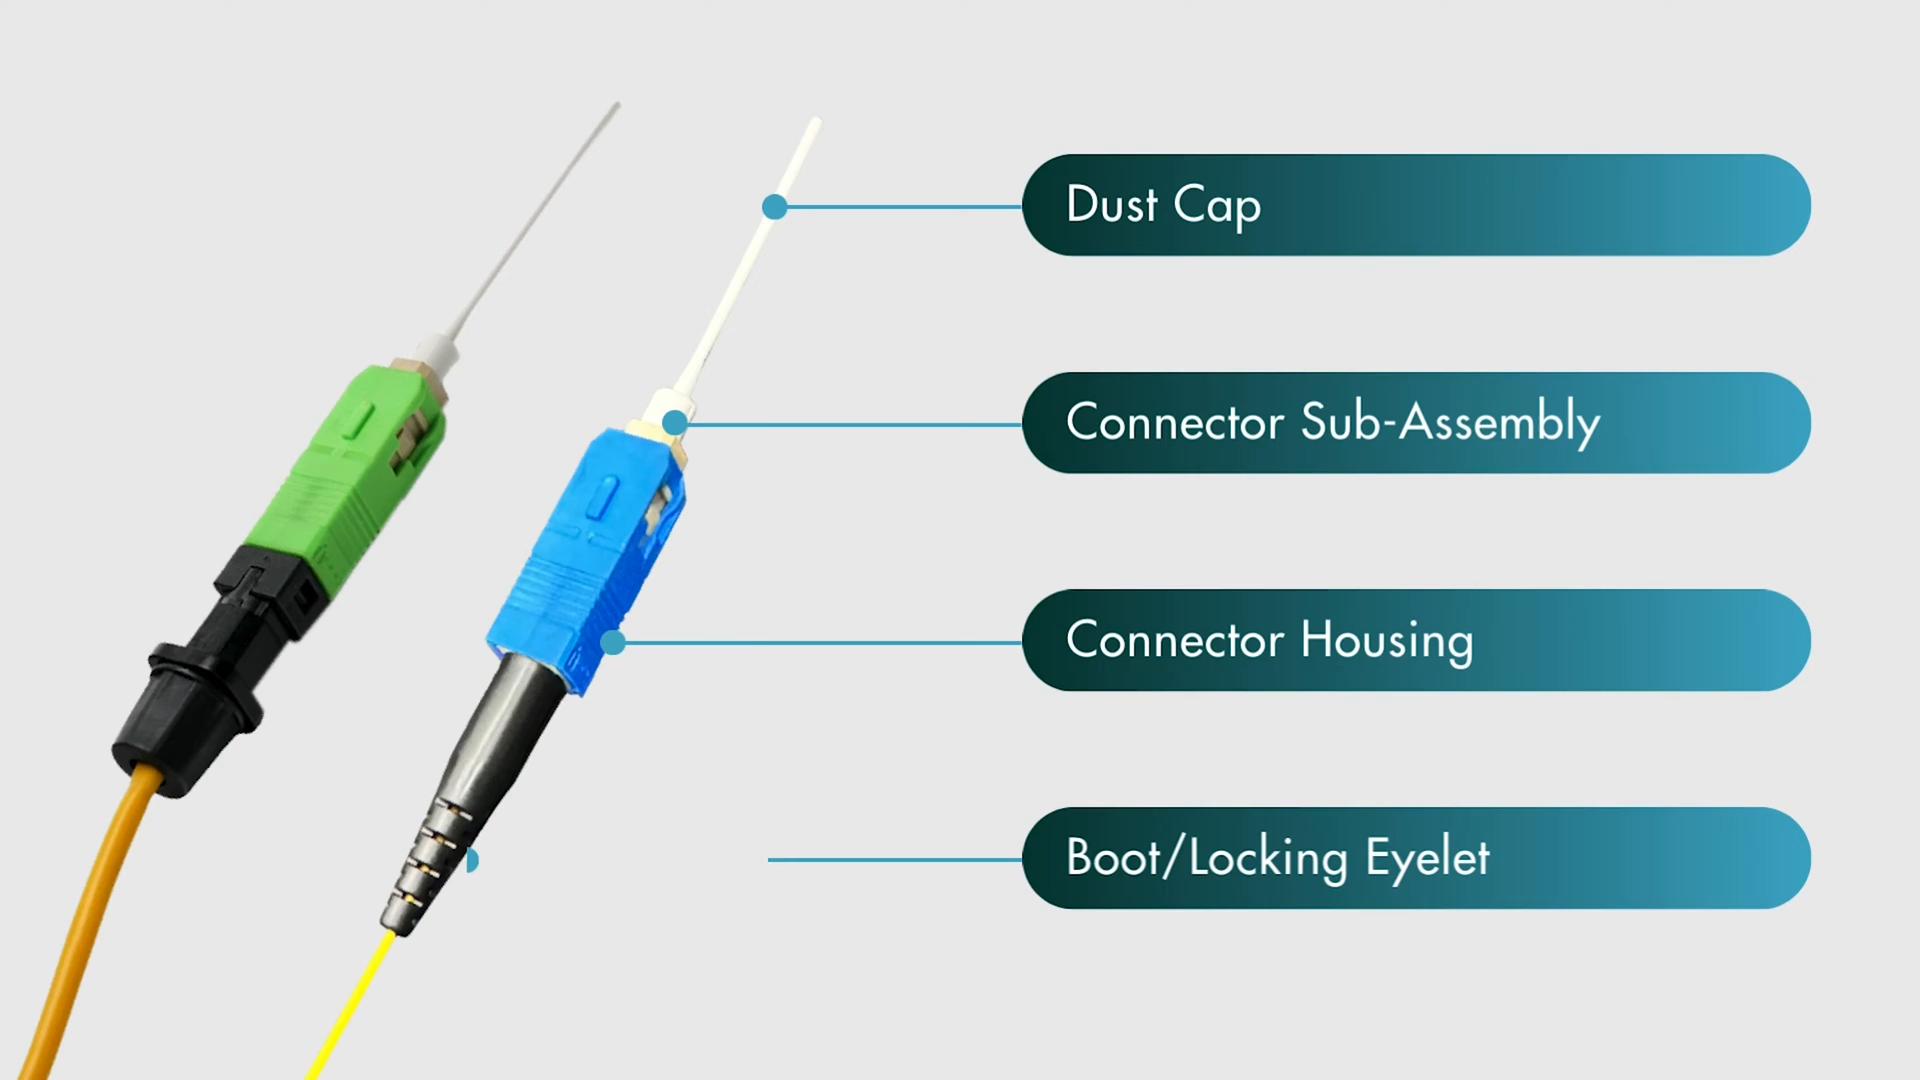 Dust Cap
Connector Sub-Assembly
Connector Housing
Boot/Locking Eyelet